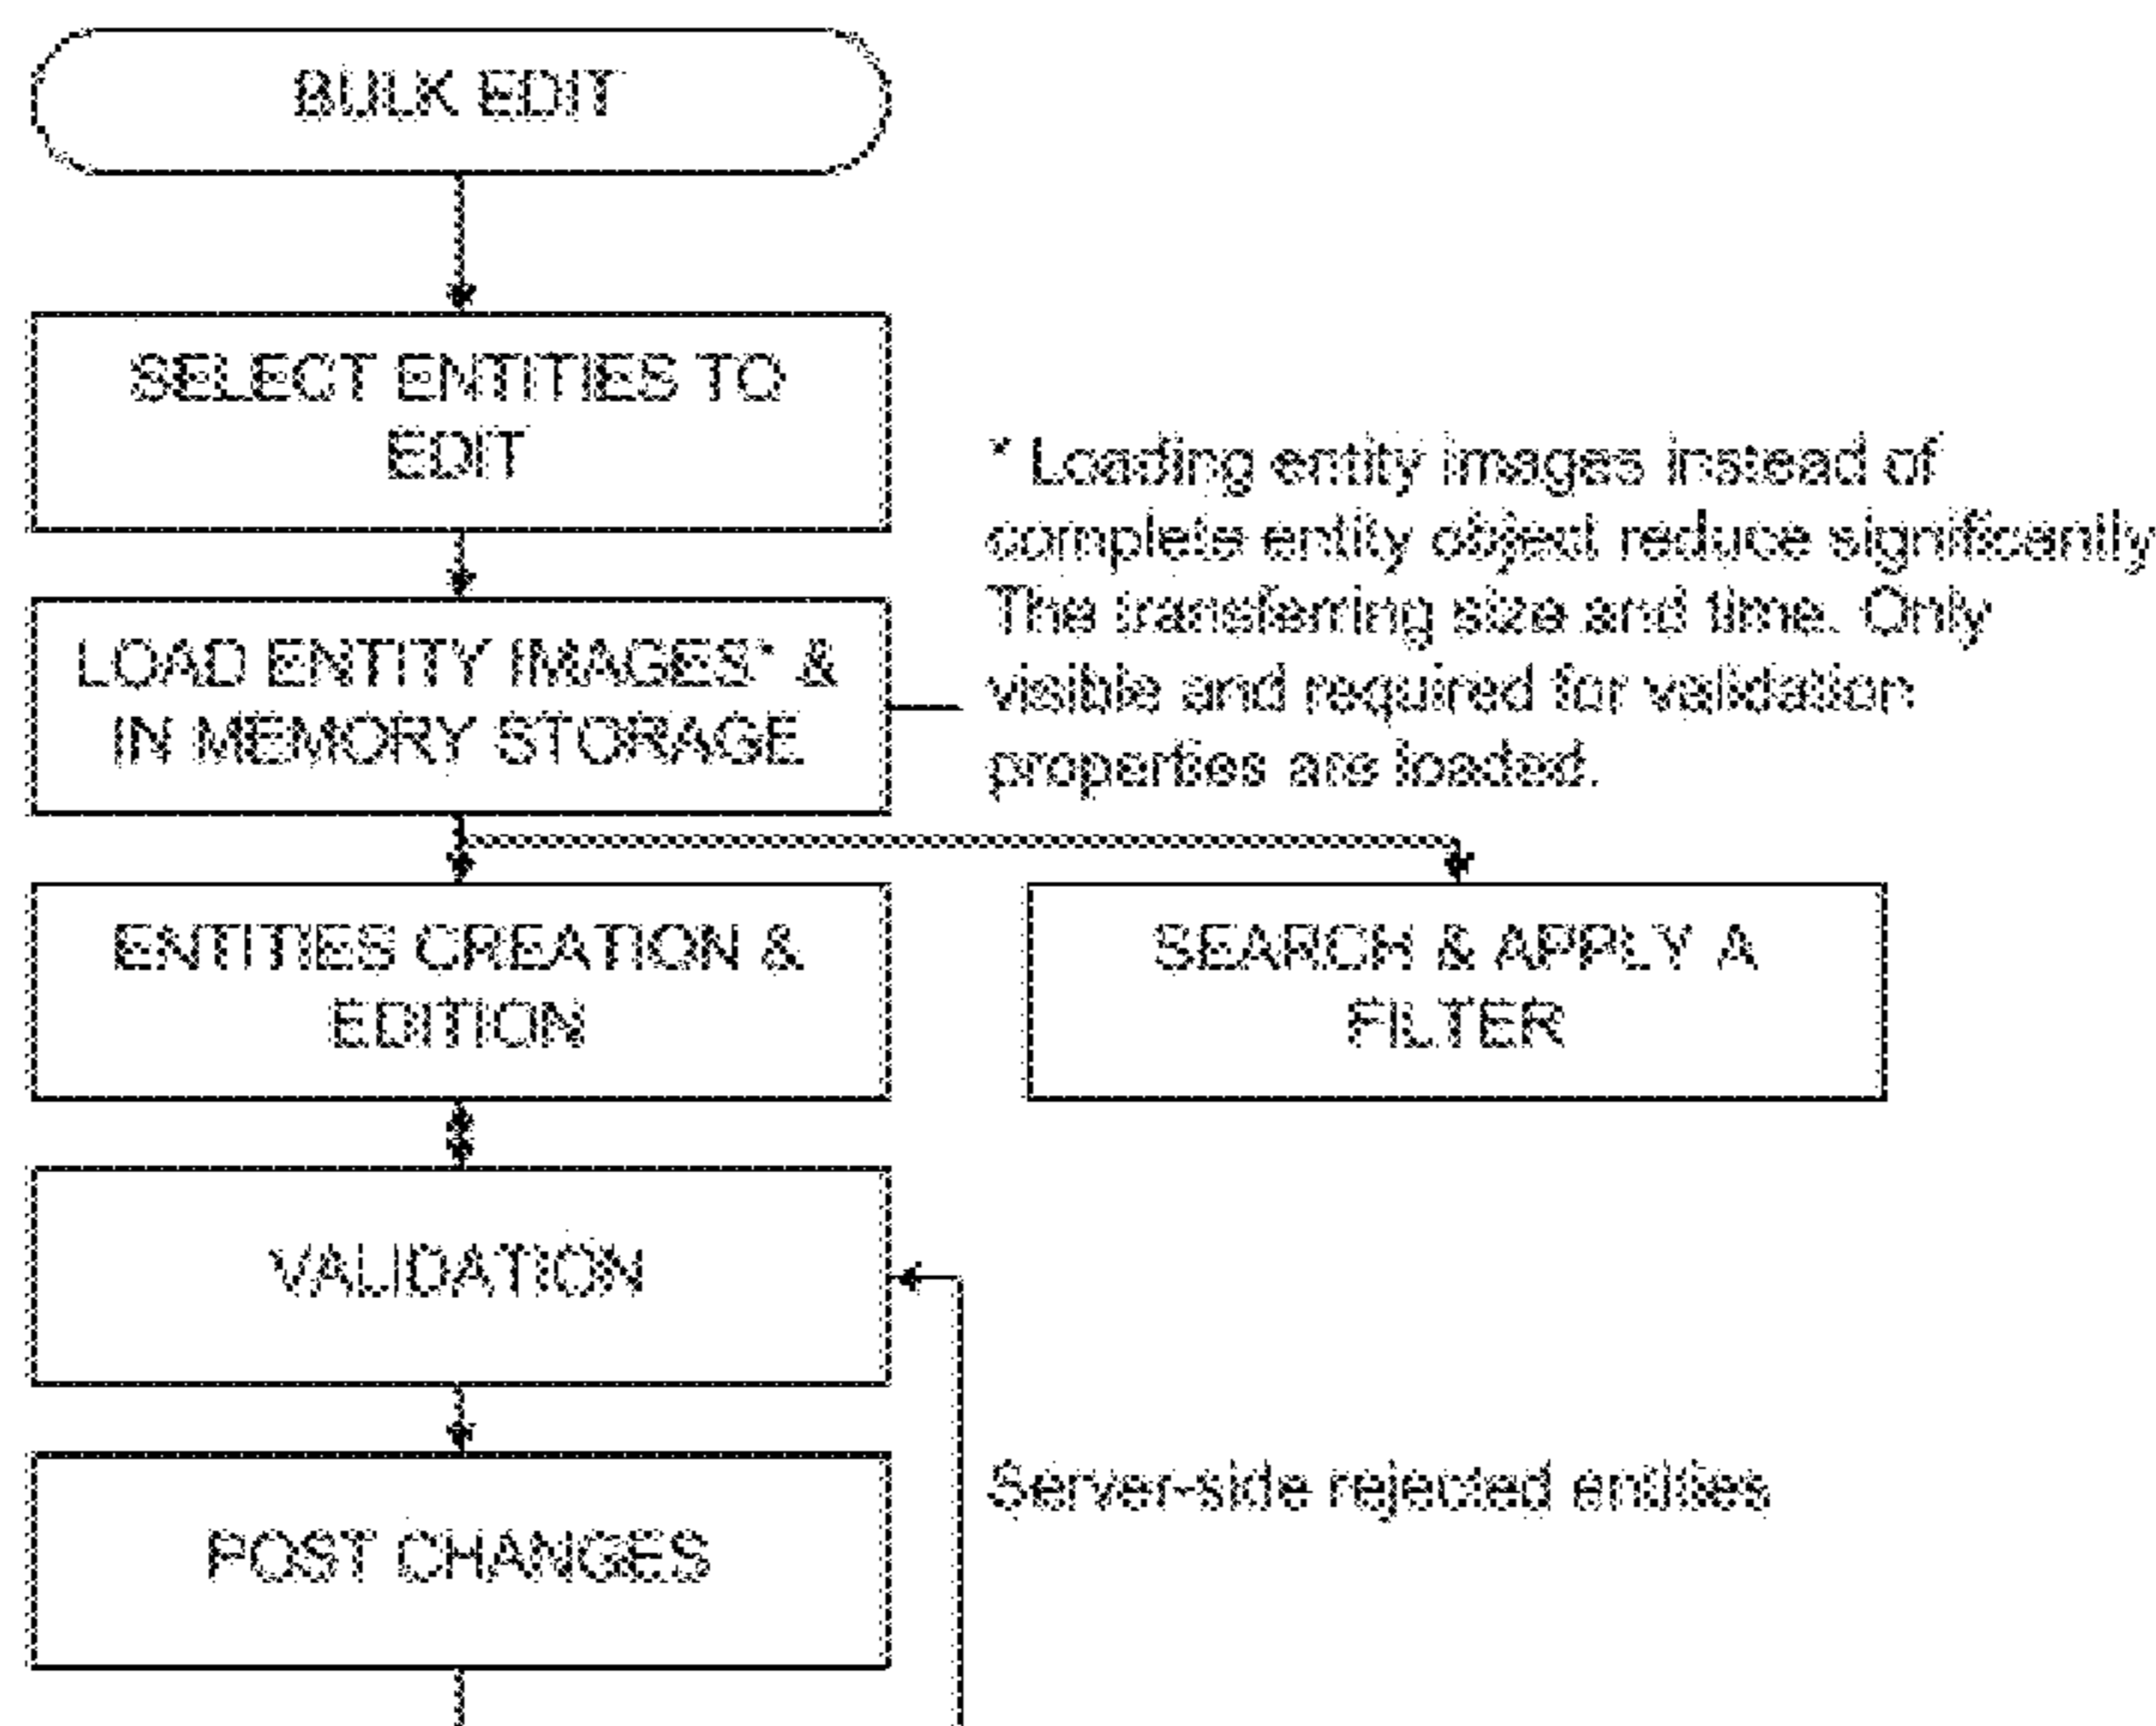 BULK EDIT
SELECT ENTITIES TO
EDIT
* Loading entity images instead of
complete entity object reduce significantly
The transferring size and time. Only
visible and required for validation
properties are loaded.
LOAD ENTITY IMAGES* &
IN MEMORY STORAGE
ENTITIES CREATION &
EDITION
SEARCH & APPLY A
FILTER
VALIDATION
Server-side rejected entities
POST CHANGES